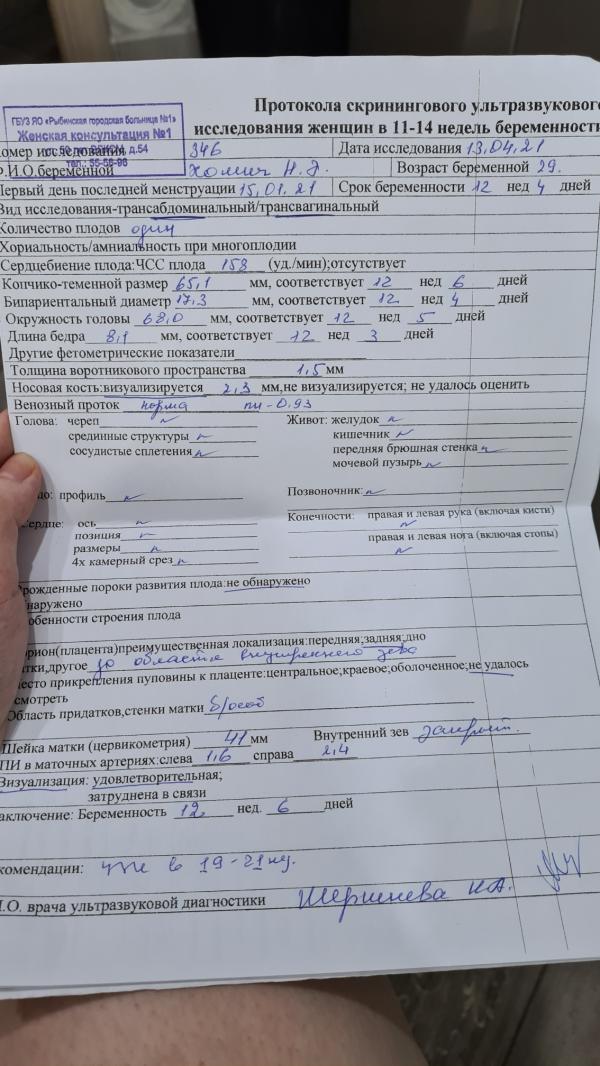 Протокола скринингового ультразвукового
исследования женщин в 11-14 недель беременности
ГБУЗ ЯО «Рыбинская городская больница №1»
Женская консультация №1
д.54
тел.: 55-56-96
омер исследования 346 Дата исследования 13.04.21
Ф.И.О.беременной Возраст беременной 29.
Первый день последней менструации 15.01.21 Срок беременности 12 нед 4 дней
Вид исследования-трансабдоминальный/трансвагинальный
Количество плодов один
Хориальность/амниальность при многоплодии
Сердцебиение плода:ЧСС плода 158 (уд./мин);отсутствует
Копчико-теменной размер 65,1 мм, соответствует 12 нед 6 дней
Бипариентальный диаметр 17,3 мм, соответствует 12 нед 4 дней
Окружность головы 68,0 мм, соответствует 12 нед 5 дней
Длина бедра 8,1 мм, соответствует 12 нед 3 дней
Другие фетометрические показатели
Толщина воротникового пространства 1,5 мм
Носовая кость:визуализируется 2,3 мм,не визуализируется; не удалось оценить
Венозный проток норма пи-0.93
Голова: череп N Живот: желудок N
срединные структуры N кишечник N
сосудистые сплетения N передняя брюшная стенка N
мочевой пузырь N
до: профиль N Позвоночник: N
Сердце: ось N Конечности: правая и левая рука (включая кисти)
позиция N N
размеры N правая и левая нога (включая стопы)
4х камерный срез N N
рожденные пороки развития плода:не обнаружено
наружено
обенности строения плода
орион(плацента)преимущественная локализация:передняя;задняя;дно
тки,другое до области внутреннего зева
есто прикрепления пуповины к плаценте:центральное;краевое;оболоченное;не удалось
смотреть
Область придатков,стенки матки б/особ
Шейка матки (цервикометрия) 41 мм Внутренний зев закрыт.
ПИ в маточных артериях:слева 1,6 справа 2,4
Визуализация: удовлетворительная;
затруднена в связи
аключение: Беременность 12 нед. 6 дней
комендации: в 19-21 нед.
И.О. врача ультразвуковой диагностики